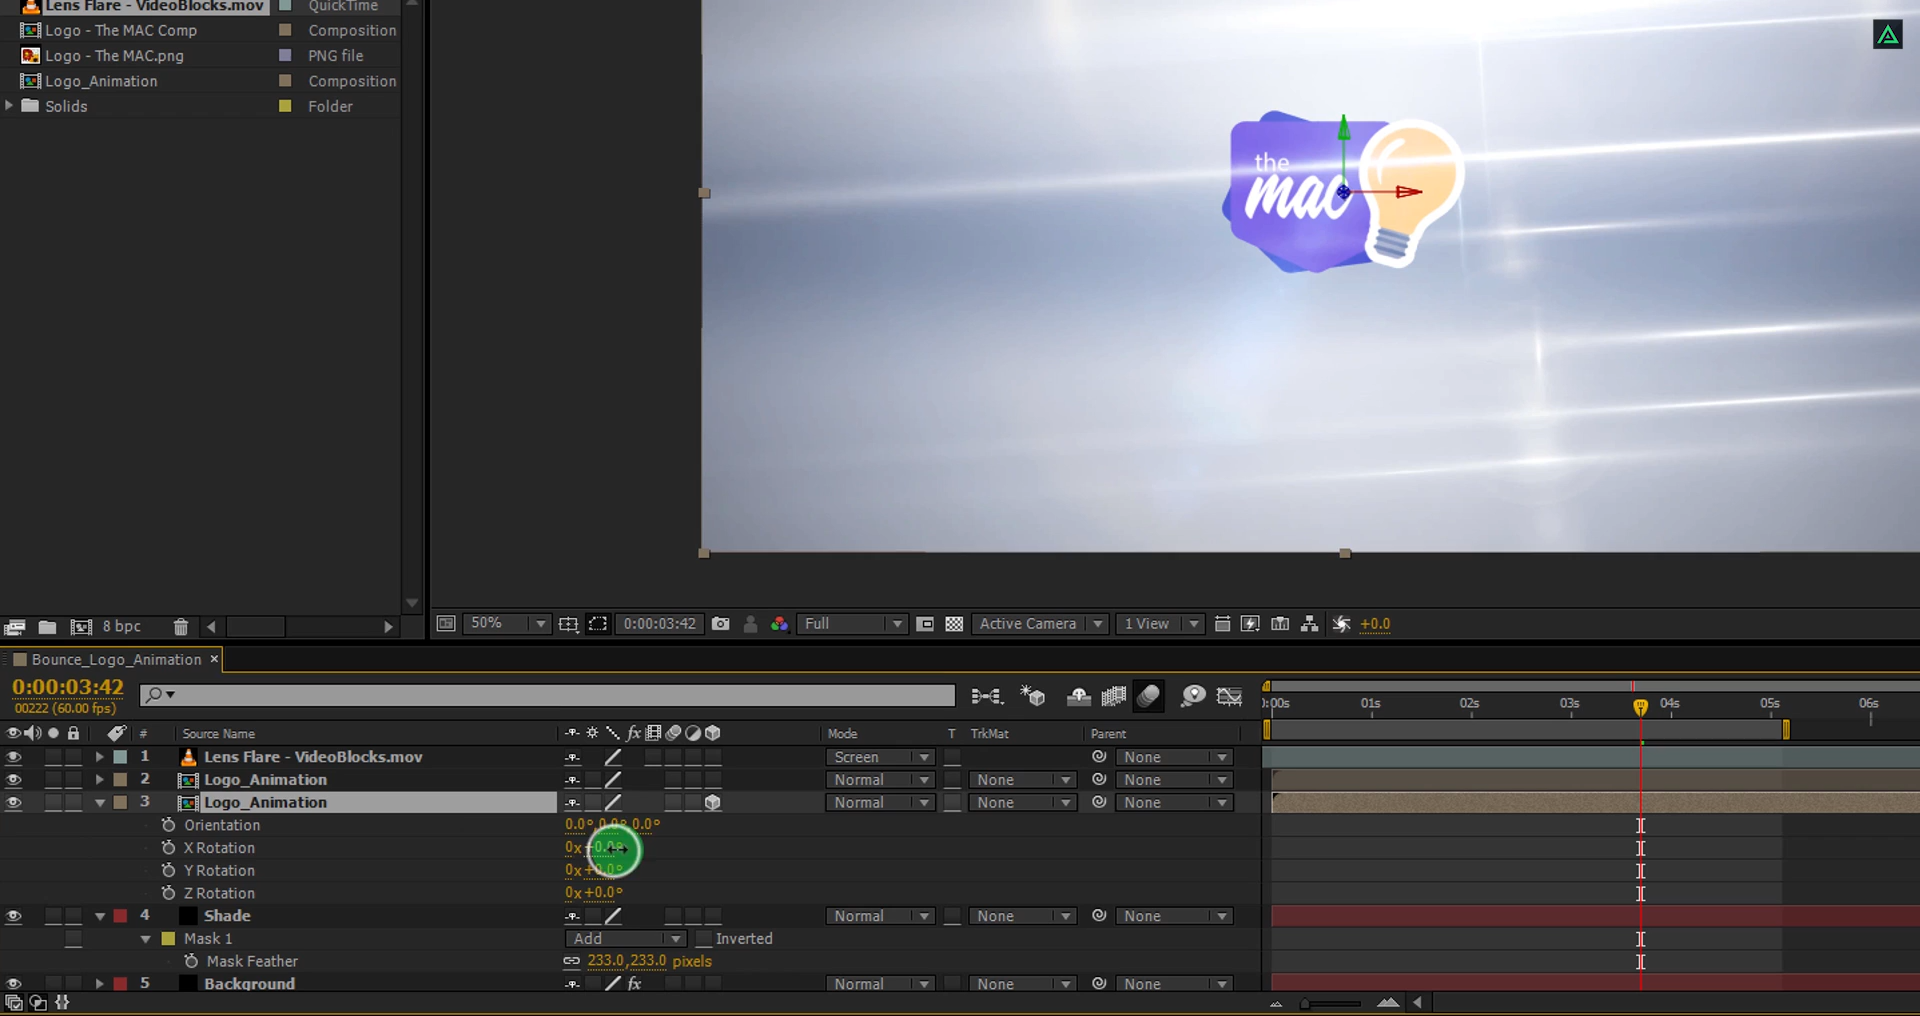 Lens Flare - VideoBlocks.mov QuickTime
Logo - The MAC Comp Composition
Logo - The MAC.png PNG file
Logo_Animation Composition
Solids Folder
the
mac
8 bpc
50% 0:00:03:42 Full Active Camera 1 View +0.0
Bounce_Logo_Animation ×
0:00:03:42
00222 (60.00 fps)
:00s 01s 02s 03s 04s 05s 06s
# Source Name fx Mode T TrkMat Parent
1 Lens Flare - VideoBlocks.mov Screen None
2 Logo_Animation Normal None None
3 Logo_Animation Normal None None
Orientation 0.0°,0.0°,0.0°
X Rotation 0x+0.0°
Y Rotation 0x+0.0°
Z Rotation 0x+0.0°
4 Shade Normal None None
Mask 1 Add Inverted
Mask Feather 233.0,233.0 pixels
5 Background fx Normal None None